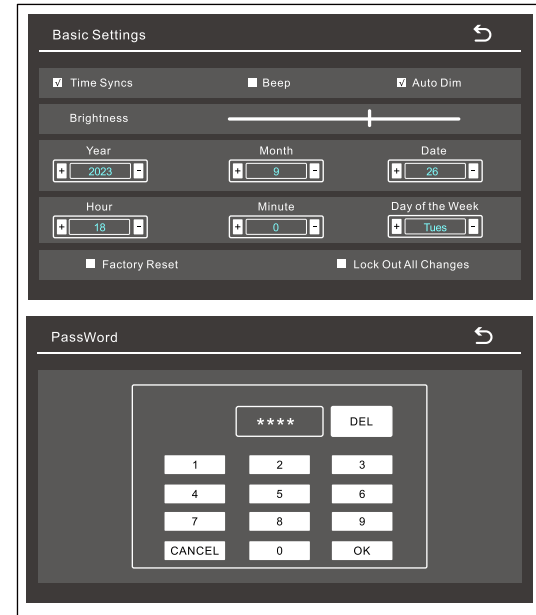 Basic Settings
Time Syncs Beep Auto Dim
Brightness
Year Month Date
+ 2023 - + 9 - + 26 -
Hour Minute Day of the Week
+ 18 - + 0 - + Tues -
Factory Reset Lock Out All Changes
PassWord
**** DEL
1 2 3
4 5 6
7 8 9
CANCEL 0 OK